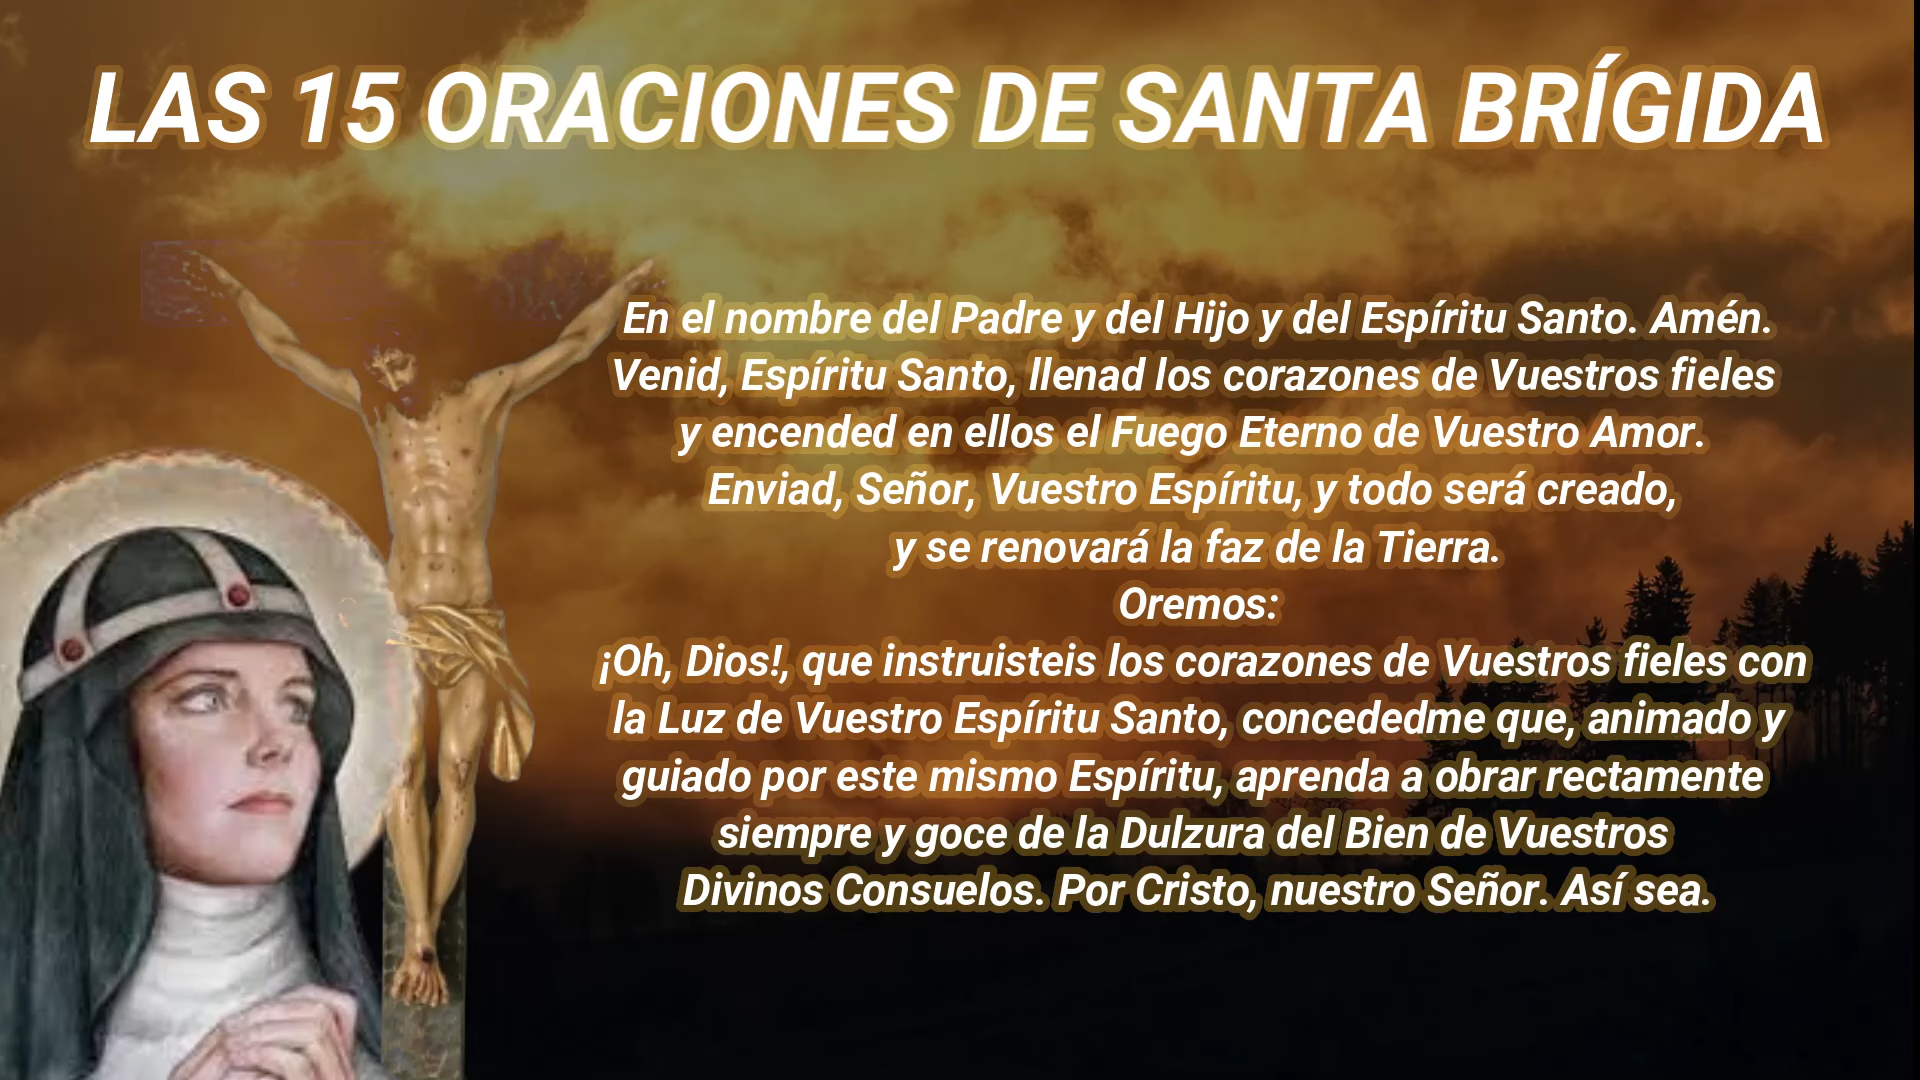 LAS 15 ORACIONES DE SANTA BRÍGIDA
En el nombre del Padre y del Hijo y del Espíritu Santo. Amén.
Venid, Espíritu Santo, llenad los corazones de Vuestros fieles
y encended en ellos el Fuego Eterno de Vuestro Amor.
Enviad, Señor, Vuestro Espíritu, y todo será creado,
y se renovará la faz de la Tierra.
Oremos:
¡Oh, Dios!, que instruisteis los corazones de Vuestros fieles con
la Luz de Vuestro Espíritu Santo, concededme que, animado y
guiado por este mismo Espíritu, aprenda a obrar rectamente
siempre y goce de la Dulzura del Bien de Vuestros
Divinos Consuelos. Por Cristo, nuestro Señor. Así sea.